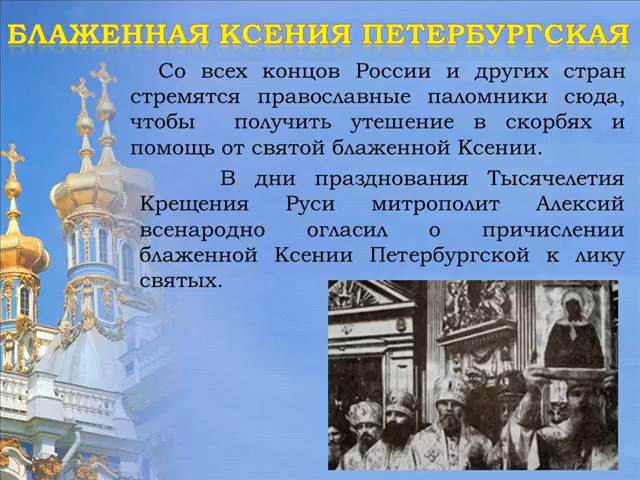 БЛАЖЕННАЯ КСЕНИЯ ПЕТЕРБУРГСКАЯ
Со всех концов России и других стран
стремятся православные паломники сюда,
чтобы получить утешение в скорбях и
помощь от святой блаженной Ксении.
В дни празднования Тысячелетия
Крещения Руси митрополит Алексий
всенародно огласил о причислении
блаженной Ксении Петербургской к лику
святых.